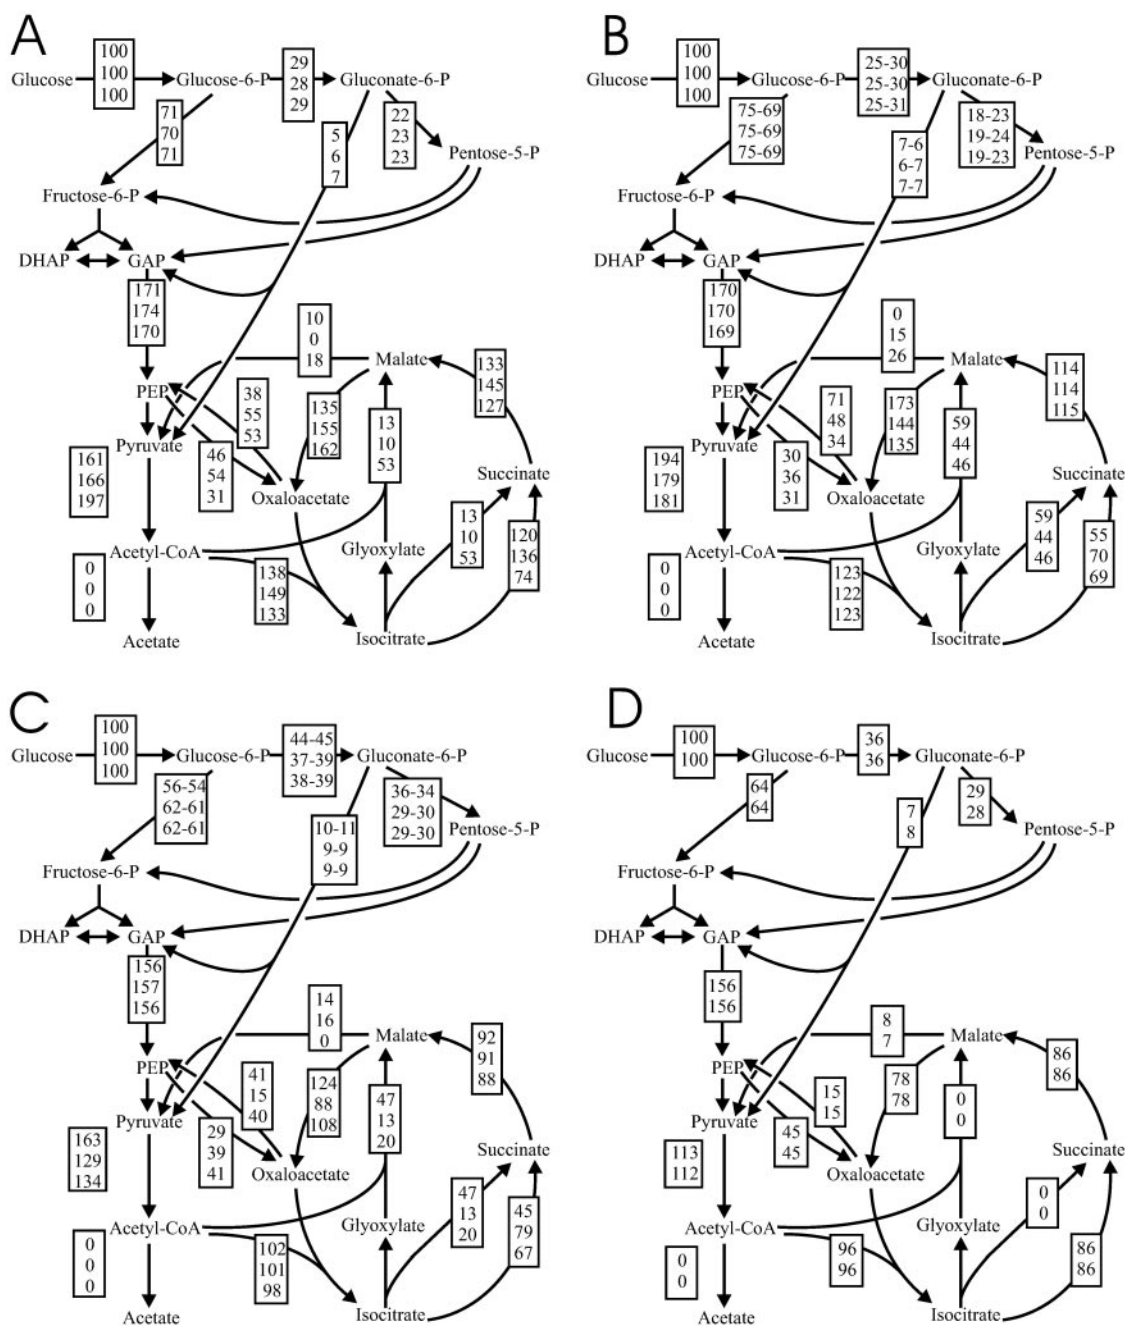 A
Glucose
100
100
100
Glucose-6-P
29
28
29
Gluconate-6-P
71
70
71
5
6
7
22
23
23
Pentose-5-P
Fructose-6-P
DHAP
GAP
171
174
170
10
0
18
Malate
133
145
127
PEP
38
55
53
135
155
162
13
10
53
Pyruvate
161
166
197
46
54
31
Oxaloacetate
Succinate
13
10
53
120
136
74
Acetyl-CoA
Glyoxylate
0
0
0
138
149
133
Acetate
Isocitrate
B
Glucose
100
100
100
Glucose-6-P
25-30
25-30
25-31
Gluconate-6-P
75-69
75-69
75-69
7-6
6-7
7-7
18-23
19-24
19-23
Pentose-5-P
Fructose-6-P
DHAP
GAP
170
170
169
0
15
26
Malate
114
114
115
PEP
71
48
34
173
144
135
59
44
46
Pyruvate
194
179
181
30
36
31
Oxaloacetate
Succinate
59
44
46
55
70
69
Acetyl-CoA
Glyoxylate
0
0
0
123
122
123
Acetate
Isocitrate
C
Glucose
100
100
100
Glucose-6-P
44-45
37-39
38-39
Gluconate-6-P
56-54
62-61
62-61
10-11
9-9
9-9
36-34
29-30
29-30
Pentose-5-P
Fructose-6-P
DHAP
GAP
156
157
156
14
16
0
Malate
92
91
88
PEP
41
15
40
124
88
108
47
13
20
Pyruvate
163
129
134
29
39
41
Oxaloacetate
Succinate
47
13
20
45
79
67
Acetyl-CoA
Glyoxylate
0
0
0
102
101
98
Acetate
Isocitrate
D
Glucose
100
100
Glucose-6-P
36
36
Gluconate-6-P
64
64
7
8
29
28
Pentose-5-P
Fructose-6-P
DHAP
GAP
156
156
8
7
Malate
86
86
PEP
15
15
78
78
0
0
Pyruvate
113
112
45
45
Oxaloacetate
Succinate
0
0
86
86
Acetyl-CoA
Glyoxylate
0
0
96
96
Acetate
Isocitrate